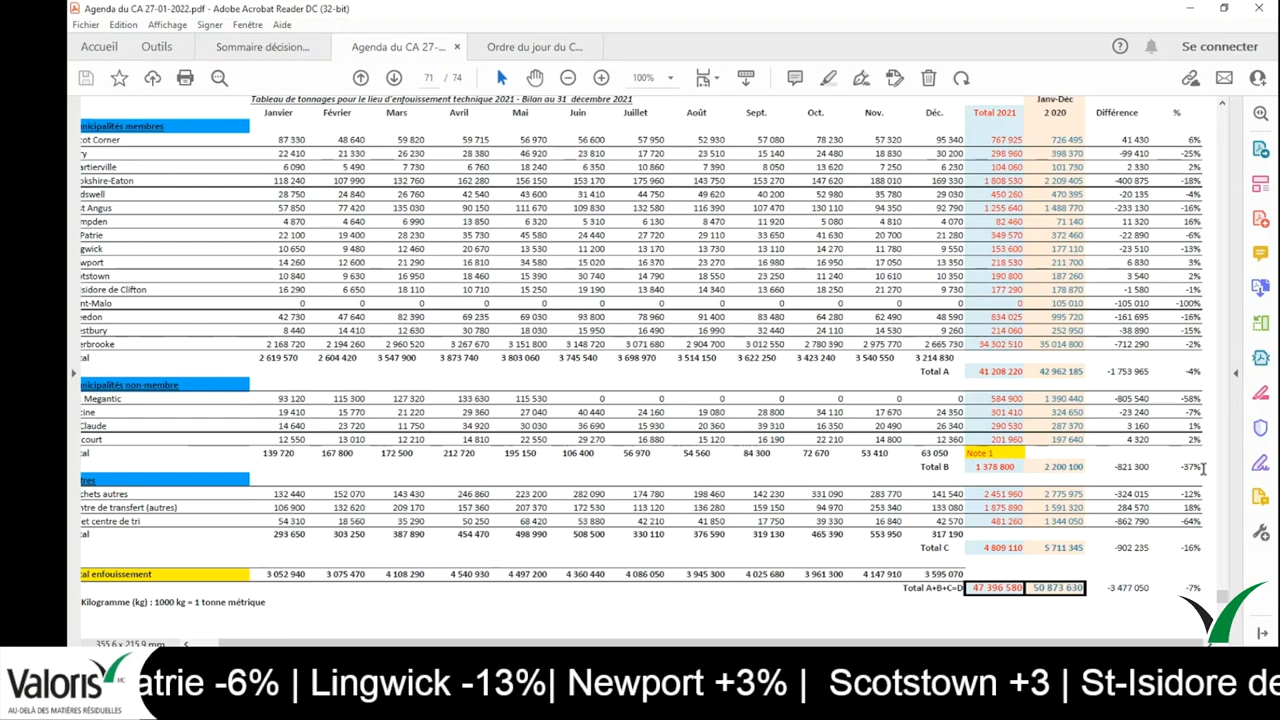 Agenda du CA 27-01-2022.pdf - Adobe Acrobat Reader DC (32-bit)
Fichier Edition Affichage Signer Fenêtre Aide
Accueil Outils Sommaire décision... Agenda du CA 27-... × Ordre du jour du C... Se connecter
71 / 74 100%
Tableau de tonnages pour le lieu d'enfouissement technique 2021 - Bilan au 31 décembre 2021
Janv-Déc
Janvier Février Mars Avril Mai Juin Juillet Août Sept. Oct. Nov. Déc. Total 2021 2 020 Différence %
nicipalités membres
cot Corner 87 330 48 640 58 895 59 715 56 970 56 600 57 950 52 930 57 080 78 230 57 320 95 340 767 925 726 495 41 430 6%
ry 22 410 21 330 26 230 28 380 46 920 23 810 17 720 23 510 15 140 24 480 18 830 30 200 298 960 398 370 -99 410 -25%
artierville 6 090 5 490 7 730 6 760 18 240 6 350 10 860 7 390 8 050 13 620 7 250 6 230 104 060 101 730 2 330 2%
okshire-Eaton 118 240 107 990 132 760 162 280 156 150 153 170 157 960 143 750 153 270 147 620 188 010 169 330 1 808 530 2 209 405 -400 875 -18%
dswell 28 750 24 840 26 760 42 540 43 600 31 410 44 750 49 620 40 200 52 980 35 780 29 030 450 260 470 395 -20 135 -4%
st Angus 57 850 77 420 135 030 90 150 111 670 109 830 132 580 116 390 107 470 130 110 94 350 92 790 1 255 640 1 488 770 -233 130 -16%
mpden 4 870 4 640 6 990 13 850 6 320 5 310 6 130 8 470 11 920 5 080 4 810 4 070 82 460 71 140 11 320 16%
Patrie 22 100 19 400 29 830 35 730 45 580 24 440 27 720 29 110 33 650 41 630 20 700 21 280 349 570 372 460 -22 890 -6%
ngwick 10 650 9 480 12 460 20 670 13 530 11 200 13 170 13 730 13 110 14 270 11 780 9 550 153 600 177 110 -23 510 -13%
wport 14 260 12 600 21 290 16 810 34 580 15 020 16 370 23 270 16 980 16 950 17 050 13 350 218 530 211 700 6 830 3%
otstown 10 840 9 630 16 950 18 460 15 390 30 740 14 790 18 550 23 250 11 240 10 610 10 350 190 800 187 260 3 540 2%
sidore de Clifton 16 290 6 650 18 110 10 710 15 250 19 190 13 840 14 340 13 660 18 250 21 270 9 730 177 290 178 870 -1 580 -1%
nt-Malo 0 0 0 0 0 0 0 0 0 0 0 0 0 105 010 -105 010 -100%
eedon 42 730 47 640 82 390 69 235 93 800 78 960 91 400 83 480 64 280 69 290 62 480 48 590 834 025 995 720 -161 695 -16%
estbury 8 440 14 410 12 630 30 780 18 030 15 950 16 490 16 990 32 440 24 110 14 530 9 260 214 060 252 950 -38 890 -15%
erbrooke 2 168 720 2 194 260 2 960 520 3 267 670 3 151 800 3 148 720 3 071 680 2 904 700 3 012 050 2 780 390 2 975 770 2 665 730 34 302 510 35 014 800 -712 290 -2%
tal 2 619 570 2 604 420 3 547 900 3 873 740 3 803 060 3 745 540 3 698 970 3 514 150 3 622 250 3 423 240 3 540 550 3 214 830
Total A 41 208 220 42 962 185 -1 753 965 -4%
nicipalités non-membre
Megantic 93 120 115 300 127 320 133 630 115 530 0 0 0 0 0 0 0 584 900 1 390 440 -805 540 -58%
cine 19 410 15 770 21 220 29 360 27 040 40 440 24 160 19 080 28 800 34 110 17 670 24 350 301 410 324 650 -23 240 -7%
Claude 14 640 23 720 11 750 34 920 30 030 36 690 15 930 20 360 39 310 16 350 20 490 26 340 290 530 287 370 3 160 1%
court 12 550 13 010 12 210 14 810 22 550 29 270 16 880 15 120 16 190 22 210 14 800 12 360 201 960 197 640 4 320 2%
tal 139 720 167 800 172 500 212 720 195 150 106 400 56 970 54 560 84 300 72 670 53 410 63 050 Note 1
Total B 1 378 800 2 200 100 -821 300 -37%
tres
chets autres 132 440 152 070 143 430 246 860 223 200 282 090 174 780 198 460 142 230 331 090 283 770 141 540 2 451 960 2 775 975 -324 015 -12%
ntre de transfert (autres) 106 900 132 620 209 170 157 360 207 370 172 530 113 120 136 280 159 150 94 970 253 340 133 080 1 875 890 1 591 320 284 570 18%
et centre de tri 54 310 18 560 35 290 50 250 68 420 53 880 42 210 41 850 17 750 39 330 16 840 42 570 481 260 1 344 050 -862 790 -64%
tal 293 650 303 250 387 890 454 470 498 990 508 500 330 110 376 590 319 130 465 390 553 950 317 190
Total C 4 809 110 5 711 345 -902 235 -16%
tal enfouissement 3 052 940 3 075 470 4 108 290 4 540 930 4 497 200 4 360 440 4 086 050 3 945 300 4 025 680 3 961 300 4 147 910 3 595 070
Total A+B+C=D 47 396 580 50 873 630 -3 477 050 -7%
Kilogramme (kg) : 1000 kg = 1 tonne métrique
355,6 x 215,9 mm
Valoris MC
AU-DELÀ DES MATIÈRES RÉSIDUELLES
atrie -6% | Lingwick -13%| Newport +3% | Scotstown +3 | St-Isidore de